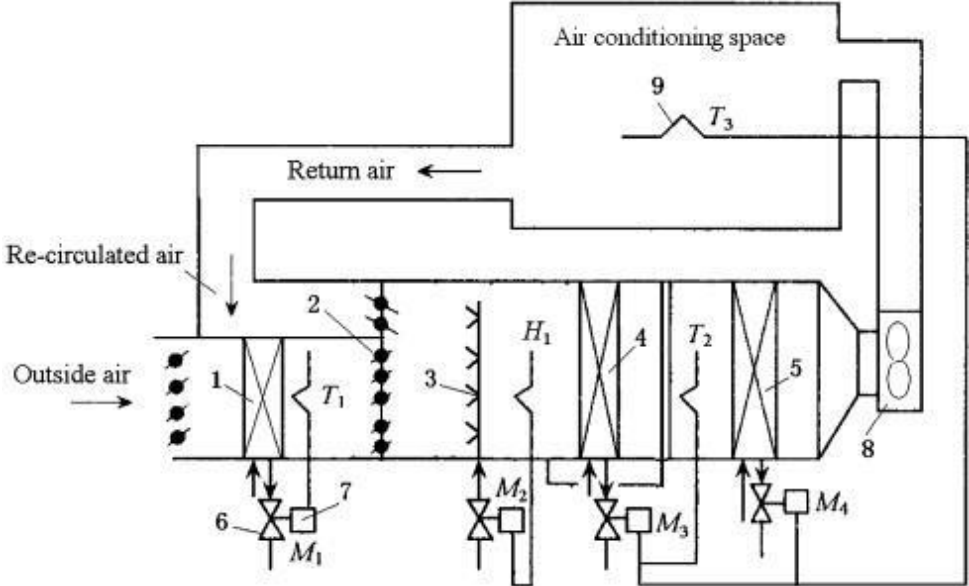 Air conditioning space
9
T3
Return air
Re-circulated air
2
H1
4
T2
5
Outside air
1
T1
3
8
6
7
M1
M2
M3
M4